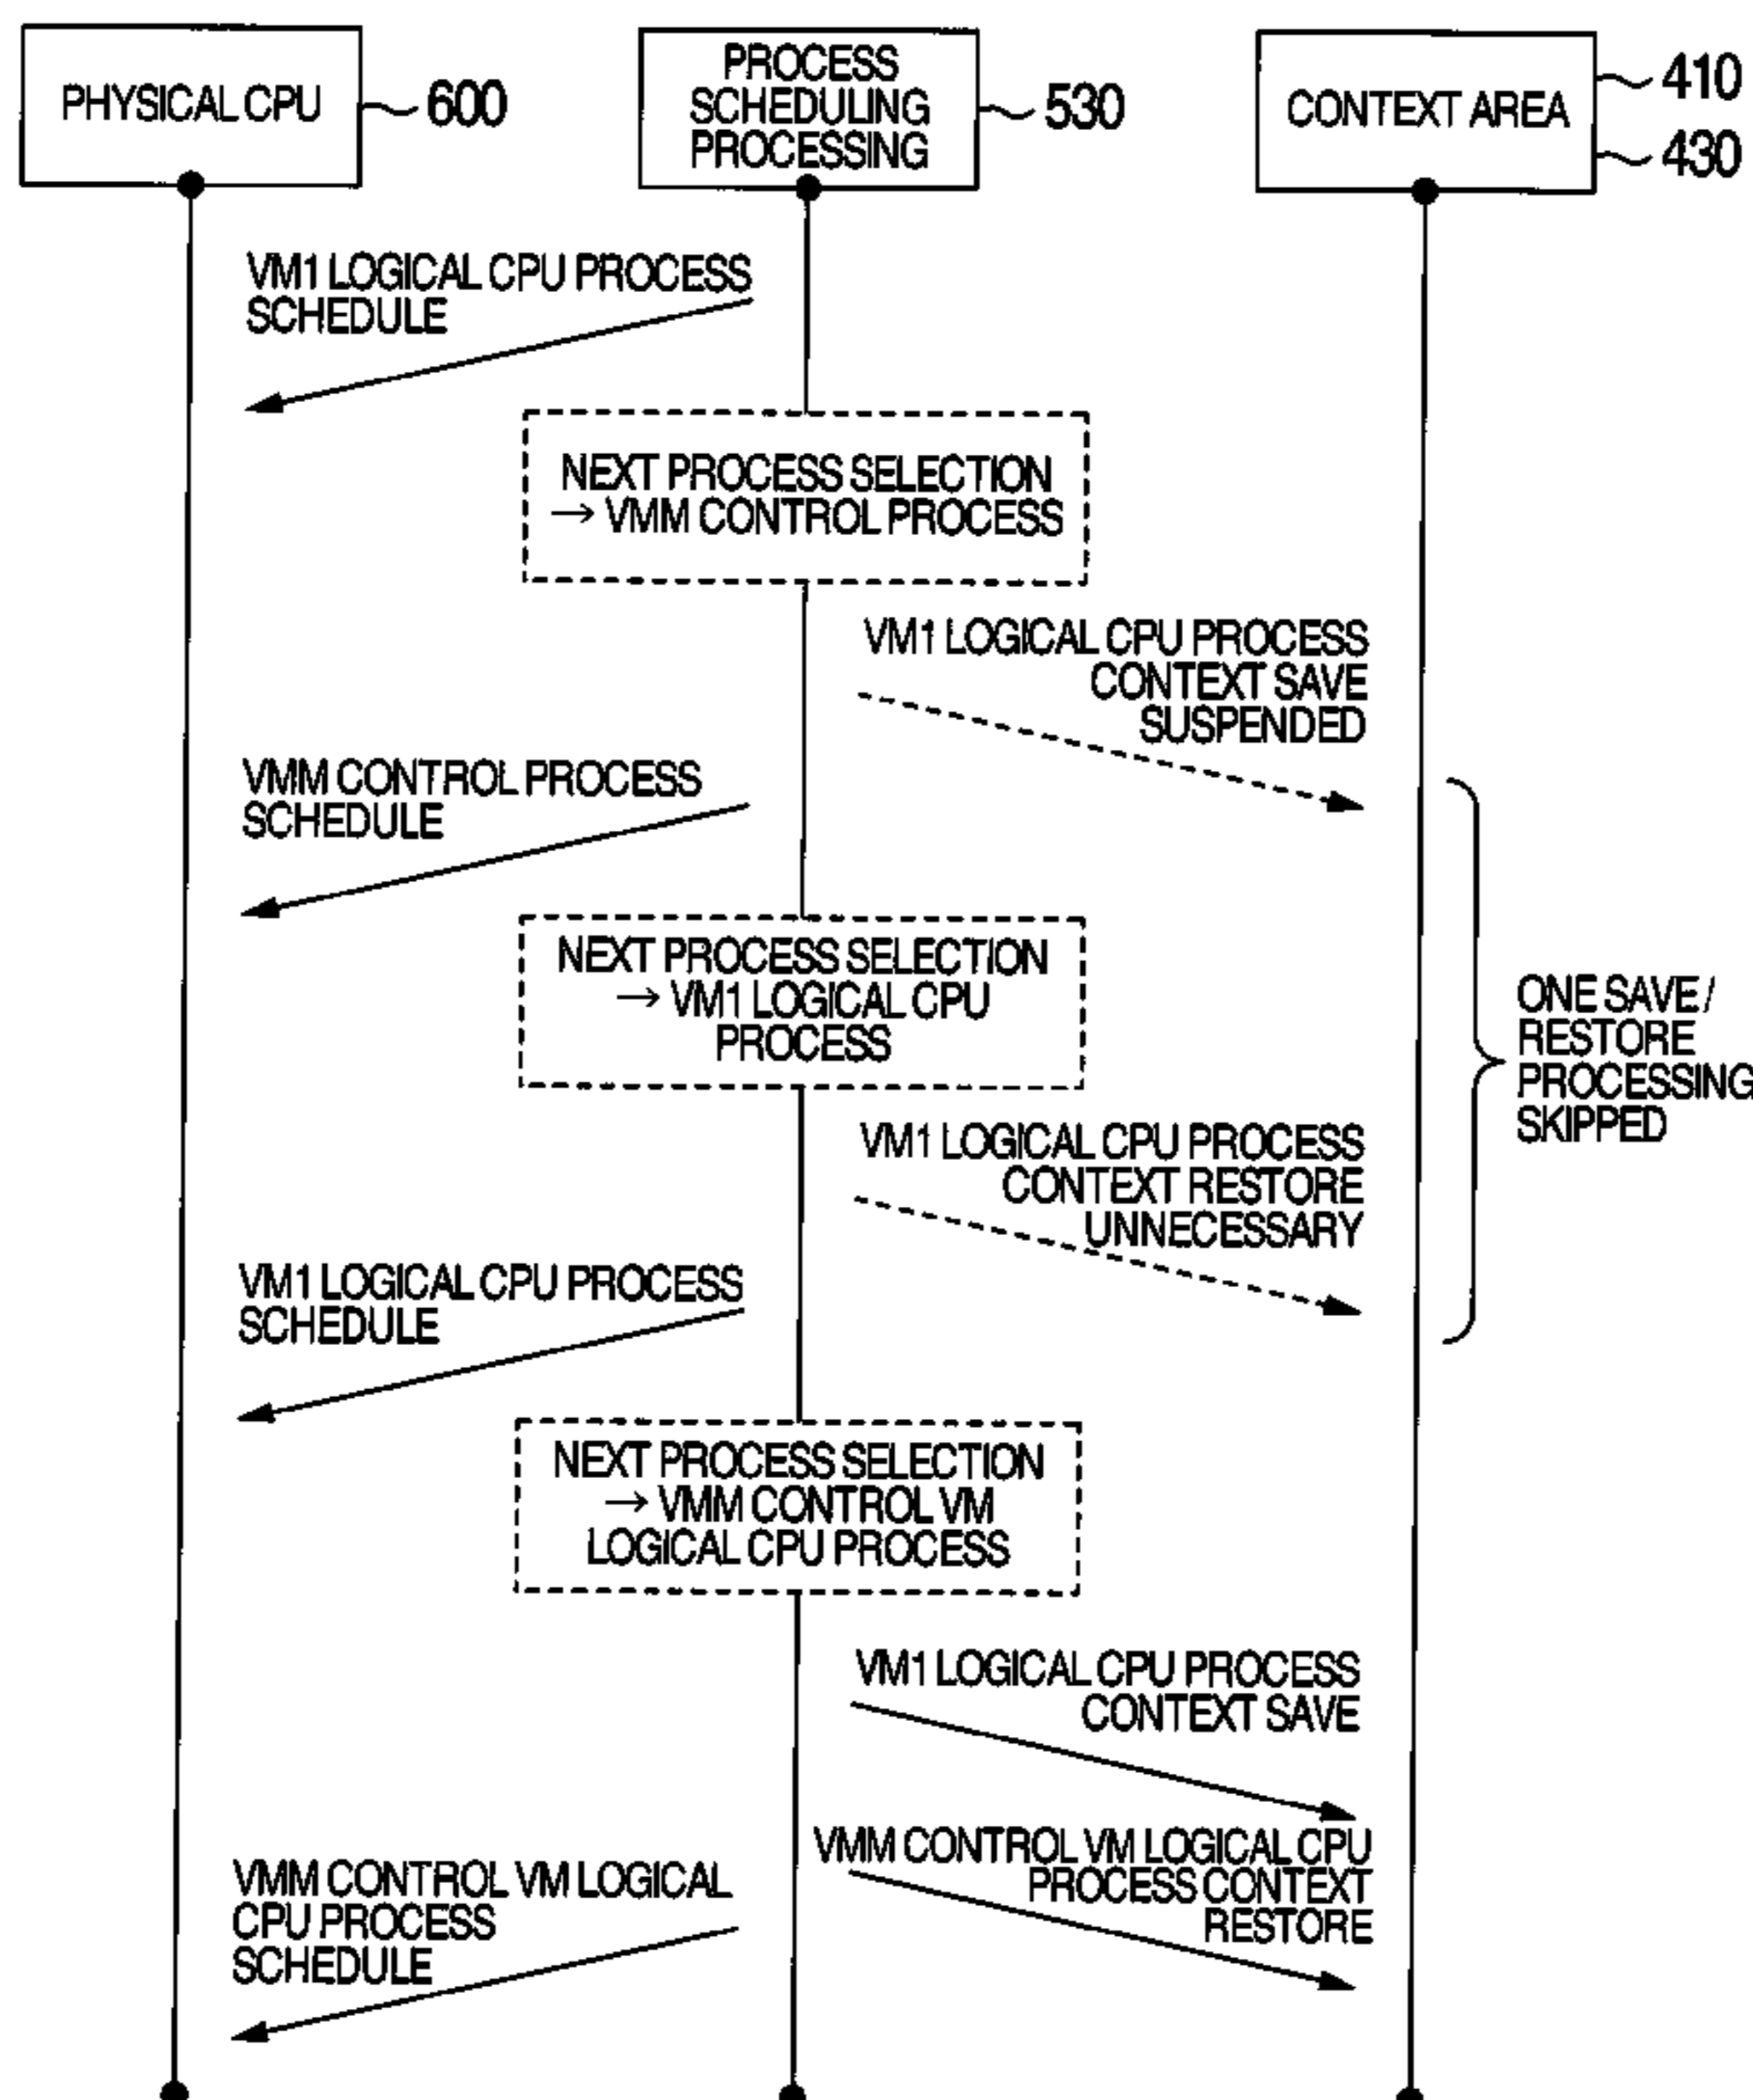 PHYSICAL CPU
600
PROCESS
SCHEDULING
PROCESSING
530
CONTEXT AREA
410
430
VM1 LOGICAL CPU PROCESS
SCHEDULE
NEXT PROCESS SELECTION
→ VMM CONTROL PROCESS
VM1 LOGICAL CPU PROCESS
CONTEXT SAVE
SUSPENDED
VMM CONTROL PROCESS
SCHEDULE
NEXT PROCESS SELECTION
→ VM1 LOGICAL CPU
PROCESS
ONE SAVE /
RESTORE
PROCESSING
SKIPPED
VM1 LOGICAL CPU PROCESS
CONTEXT RESTORE
UNNECESSARY
VM1 LOGICAL CPU PROCESS
SCHEDULE
NEXT PROCESS SELECTION
→ VMM CONTROL VM
LOGICAL CPU PROCESS
VM1 LOGICAL CPU PROCESS
CONTEXT SAVE
VMM CONTROL VM LOGICAL CPU
PROCESS CONTEXT
RESTORE
VMM CONTROL VM LOGICAL
CPU PROCESS
SCHEDULE